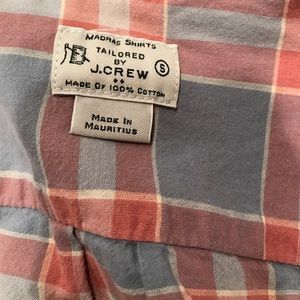 MADRAS SHIRTS
TAILORED
BY
J.CREW
S
MADE OF 100% COTTON
MADE IN
MAURITIUS